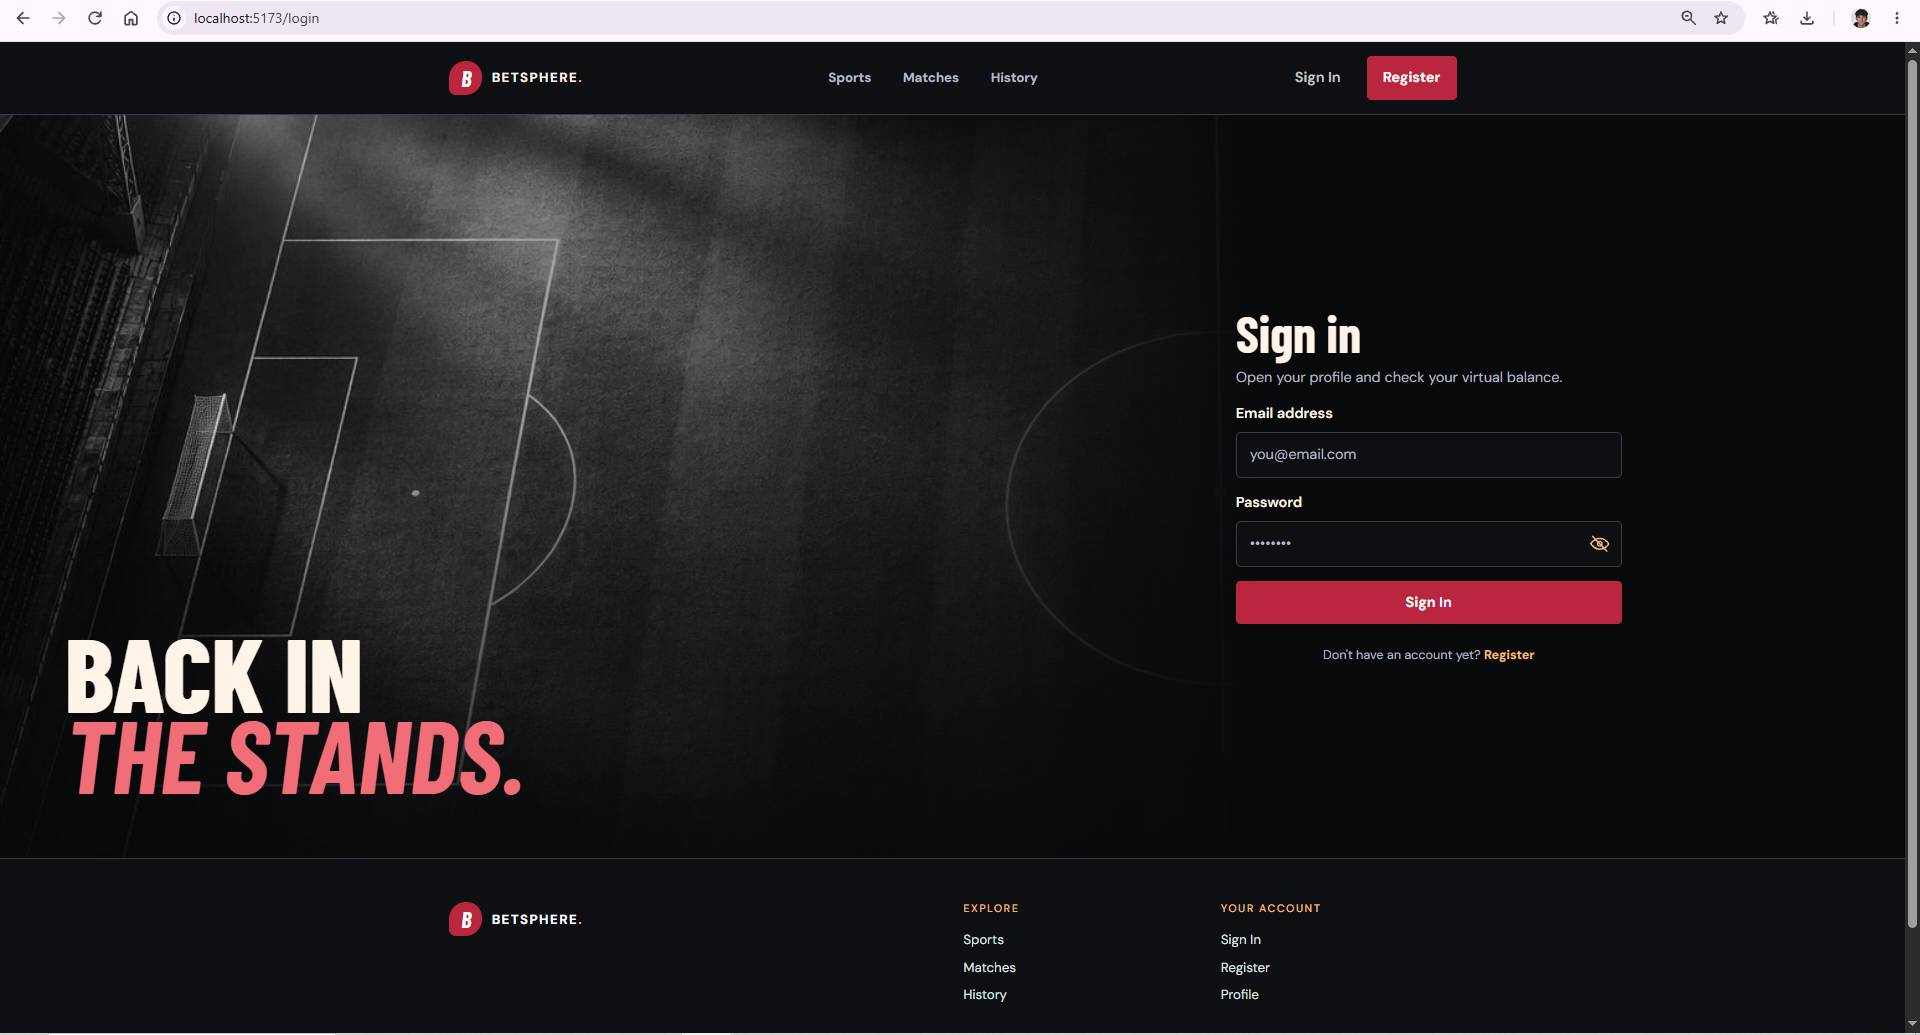 localhost:5173/login
B BETSPHERE.
Sports Matches History
Sign In Register
BACK IN
THE STANDS.
Sign in
Open your profile and check your virtual balance.
Email address
you@email.com
Password
••••••••
Sign In
Don't have an account yet? Register
B BETSPHERE.
EXPLORE
Sports
Matches
History
YOUR ACCOUNT
Sign In
Register
Profile